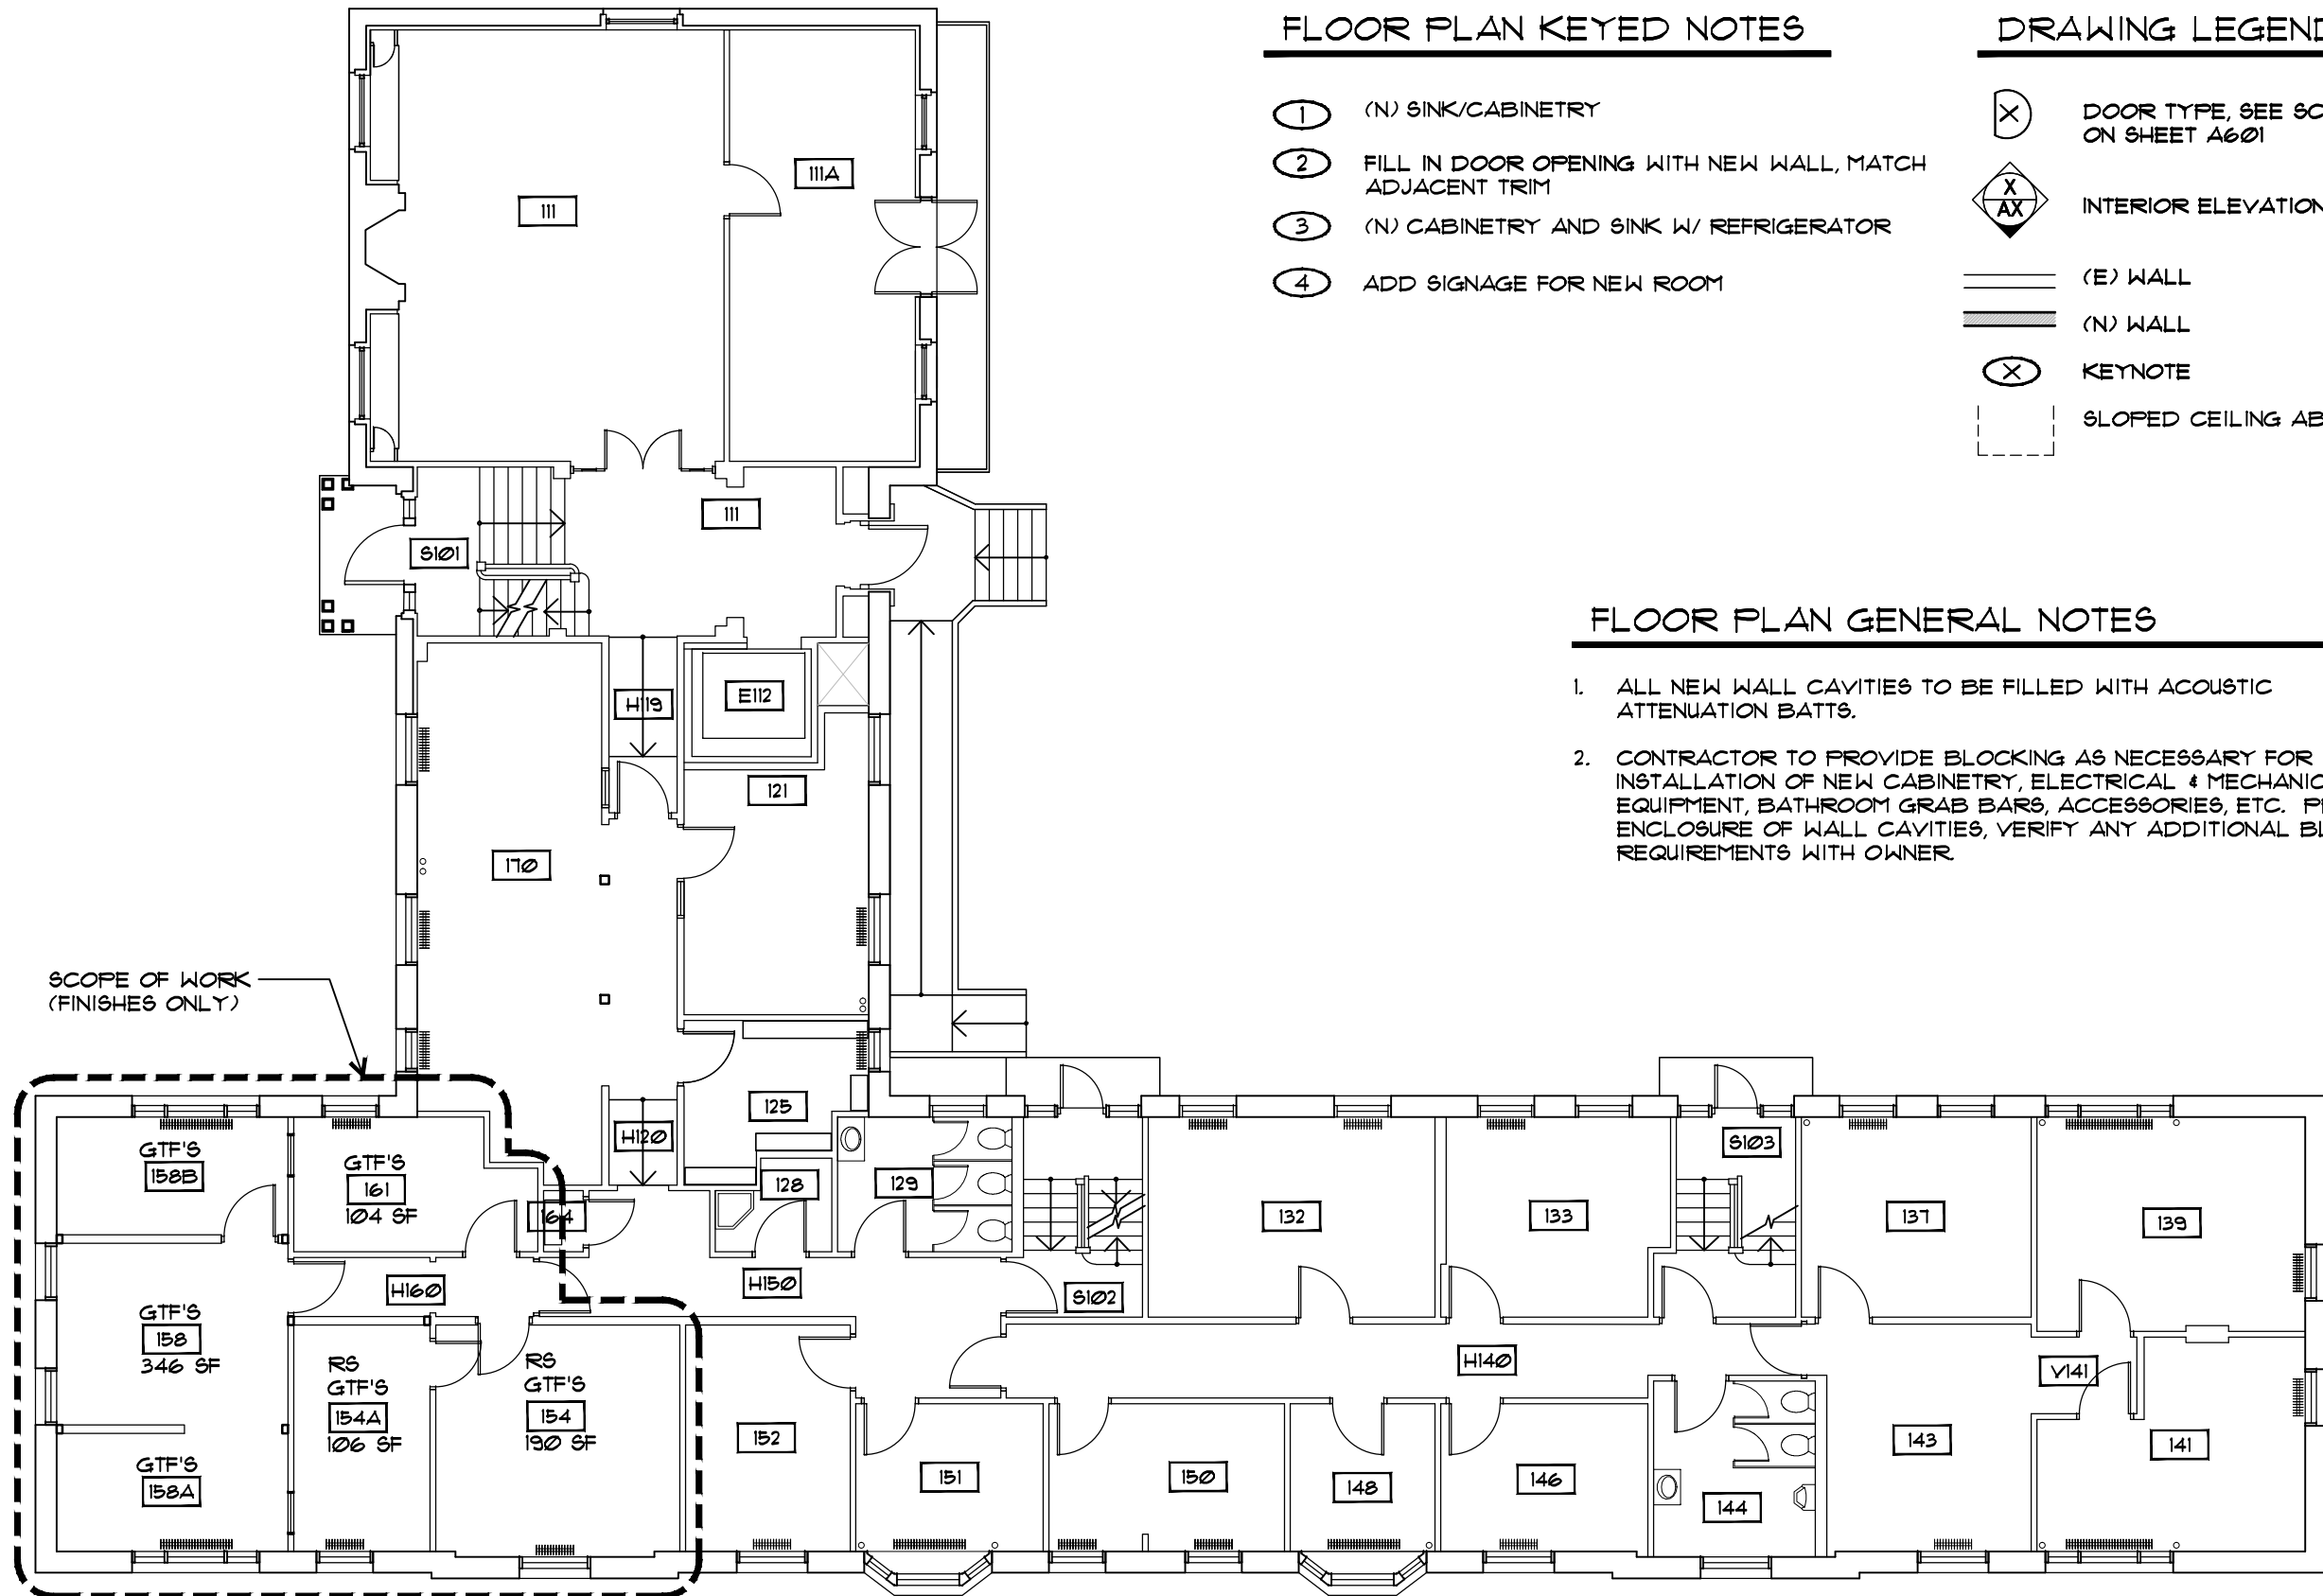 FLOOR PLAN KEYED NOTES
1 (N) SINK/CABINETRY
2 FILL IN DOOR OPENING WITH NEW WALL, MATCH
ADJACENT TRIM
3 (N) CABINETRY AND SINK W/ REFRIGERATOR
4 ADD SIGNAGE FOR NEW ROOM
DRAWING LEGEND
X DOOR TYPE, SEE SC
ON SHEET A601
X
AX
INTERIOR ELEVATION
(E) WALL
(N) WALL
X KEYNOTE
SLOPED CEILING AB
FLOOR PLAN GENERAL NOTES
1. ALL NEW WALL CAVITIES TO BE FILLED WITH ACOUSTIC
ATTENUATION BATTS.
2. CONTRACTOR TO PROVIDE BLOCKING AS NECESSARY FOR
INSTALLATION OF NEW CABINETRY, ELECTRICAL & MECHANIC
EQUIPMENT, BATHROOM GRAB BARS, ACCESSORIES, ETC. P
ENCLOSURE OF WALL CAVITIES, VERIFY ANY ADDITIONAL BL
REQUIREMENTS WITH OWNER.
111
111A
111
S101
H119
E112
121
170
SCOPE OF WORK
(FINISHES ONLY)
125
H120
128
129
164
GTF'S
158B
GTF'S
161
104 SF
H160
H150
S102
132
133
S103
137
139
GTF'S
158
346 SF
GTF'S
158A
RS
GTF'S
154A
106 SF
RS
GTF'S
154
190 SF
152
151
150
148
146
H140
144
143
V141
141